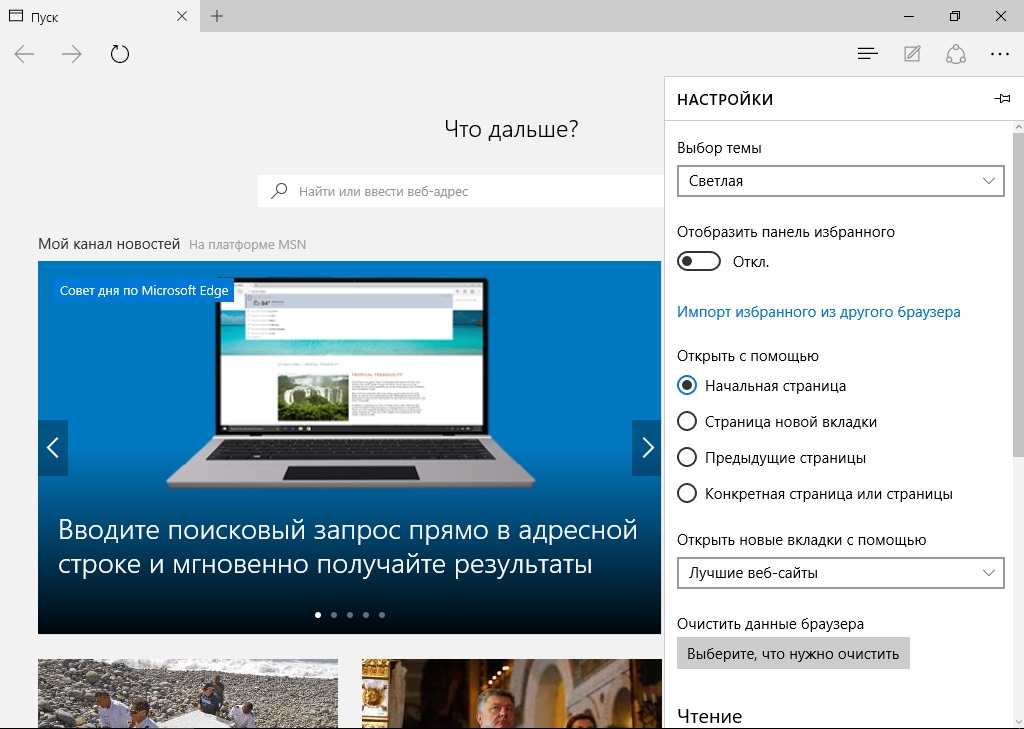 Пуск
НАСТРОЙКИ
Что дальше?
Выбор темы
Светлая
Найти или ввести веб-адрес
Отобразить панель избранного
Откл.
Мой канал новостей На платформе MSN
Совет дня по Microsoft Edge
Импорт избранного из другого браузера
Открыть с помощью
Начальная страница
Страница новой вкладки
Предыдущие страницы
Конкретная страница или страницы
Вводите поисковый запрос прямо в адресной
строке и мгновенно получайте результаты
Открыть новые вкладки с помощью
Лучшие веб-сайты
Очистить данные браузера
Выберите, что нужно очистить
Чтение